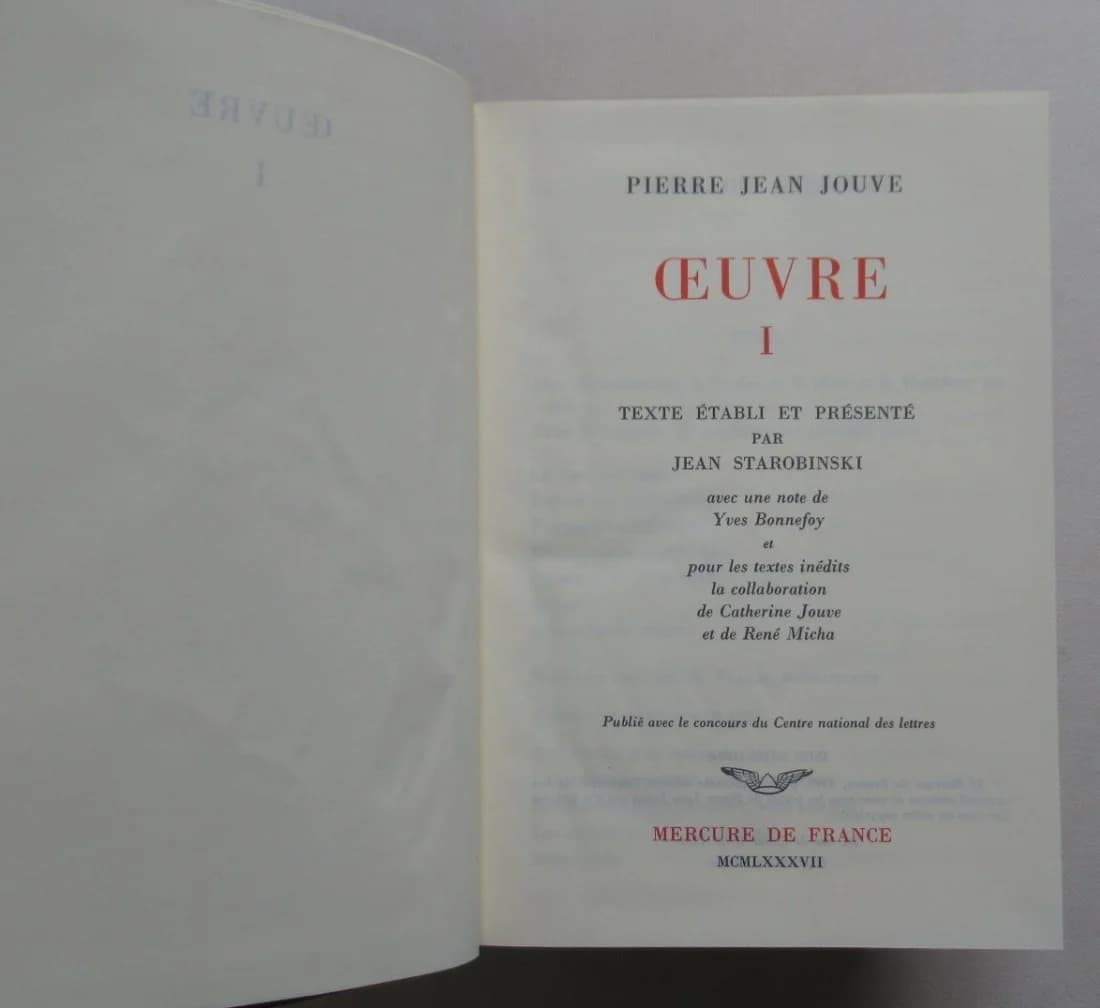 ŒUVRE
I
PIERRE JEAN JOUVE
ŒUVRE
I
TEXTE ÉTABLI ET PRÉSENTÉ
PAR
JEAN STAROBINSKI
avec une note de
Yves Bonnefoy
et
pour les textes inédits
la collaboration
de Catherine Jouve
et de René Micha
Publié avec le concours du Centre national des lettres
MERCURE DE FRANCE
MCMLXXXVII